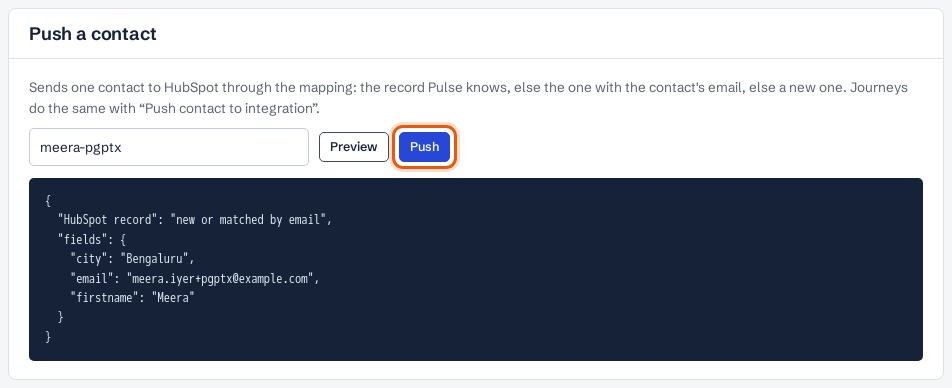 Push a contact
Sends one contact to HubSpot through the mapping: the record Pulse knows, else the one with the contact's email, else a new one. Journeys
do the same with “Push contact to integration”.
meera-pgptx
Preview
Push
{
  "HubSpot record": "new or matched by email",
  "fields": {
    "city": "Bengaluru",
    "email": "meera.iyer+pgptx@example.com",
    "firstname": "Meera"
  }
}